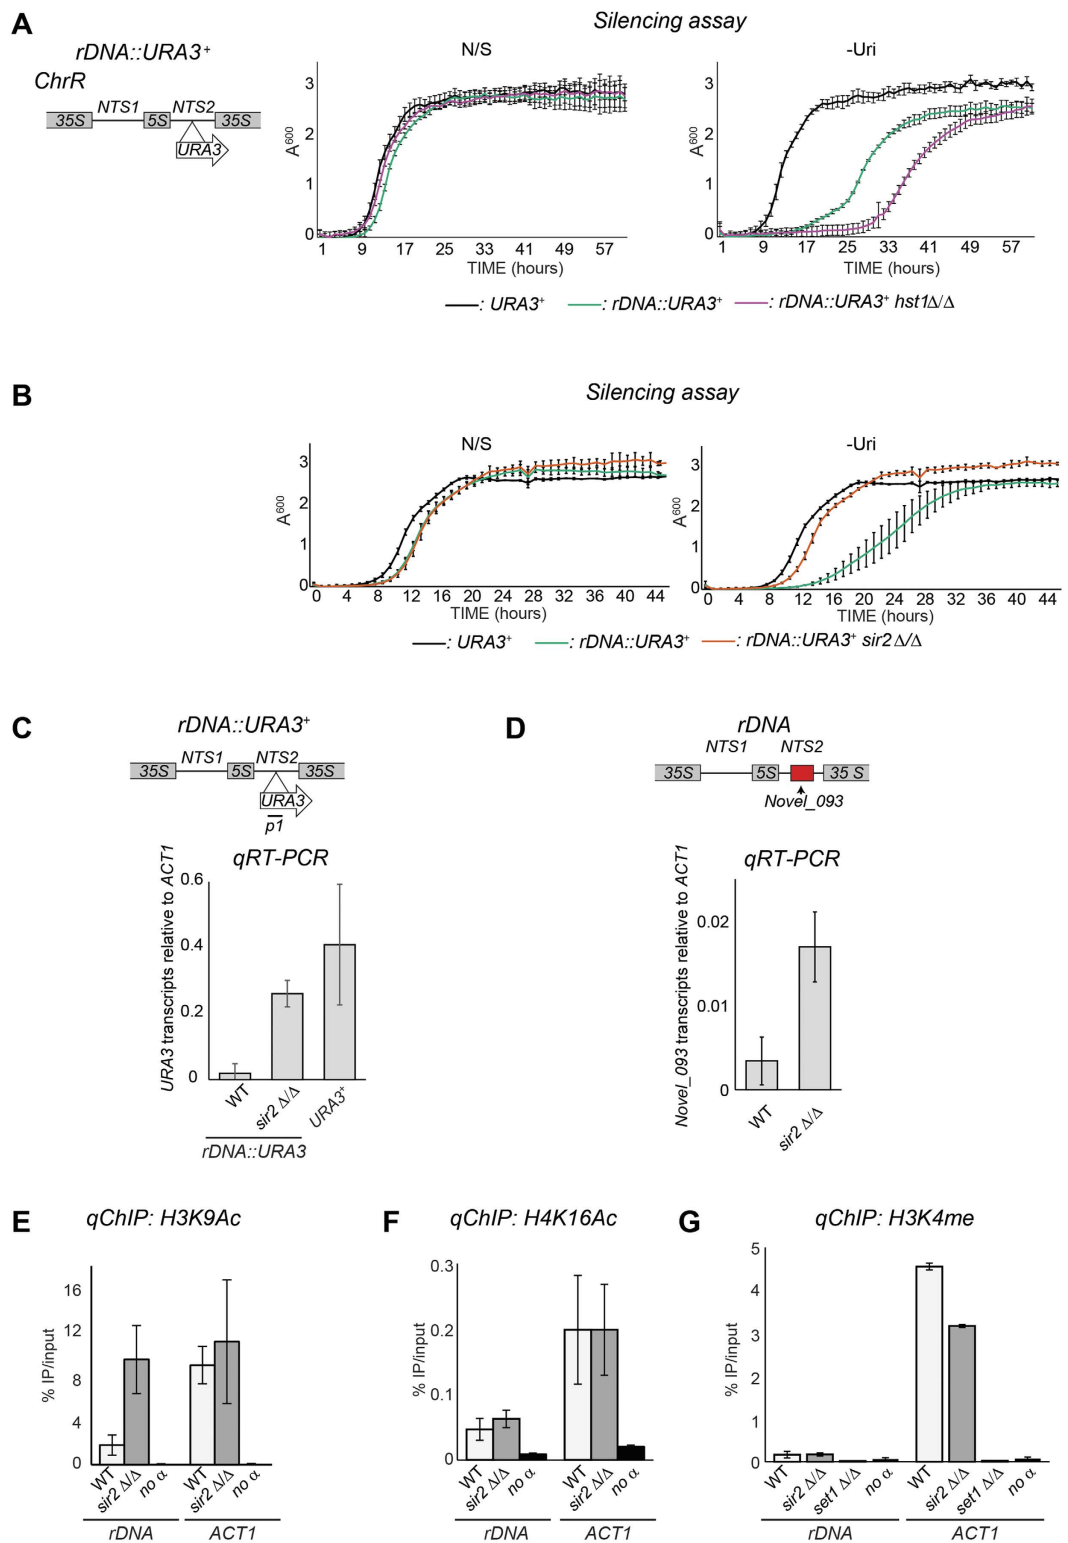 A
Silencing assay
rDNA::URA3+
ChrR
NTS1 NTS2
35S 5S 35S
URA3
N/S
3
2
1
0
A600
1 9 17 25 33 41 49 57
TIME (hours)
-Uri
3
2
1
0
A600
1 9 17 25 33 41 49 57
TIME (hours)
: URA3+ : rDNA::URA3+ : rDNA::URA3+ hst1Δ/Δ
B
Silencing assay
N/S
3
2
1
0
A600
0 4 8 12 16 20 24 28 32 36 40 44
TIME (hours)
-Uri
3
2
1
0
A600
0 4 8 12 16 20 24 28 32 36 40 44
TIME (hours)
: URA3+ : rDNA::URA3+ : rDNA::URA3+ sir2Δ/Δ
C
rDNA::URA3+
NTS1 NTS2
35S 5S 35S
URA3
p1
qRT-PCR
URA3 transcripts relative to ACT1
0.6
0.4
0.2
0
WT sir2 Δ/Δ URA3+
rDNA::URA3
D
rDNA
NTS1 NTS2
35S 5S 35 S
Novel_093
qRT-PCR
Novel_093 transcripts relative to ACT1
0.02
0.01
0
WT sir2 Δ/Δ
E
qChIP: H3K9Ac
% IP/input
16
12
8
4
0
WT sir2 Δ/Δ no α WT sir2 Δ/Δ no α
rDNA ACT1
F
qChIP: H4K16Ac
% IP/input
0.3
0.2
0.1
0
WT sir2 Δ/Δ no α WT sir2 Δ/Δ no α
rDNA ACT1
G
qChIP: H3K4me
% IP/input
5
4
3
2
1
0
WT sir2 Δ/Δ set1 Δ/Δ no α WT sir2 Δ/Δ set1 Δ/Δ no α
rDNA ACT1